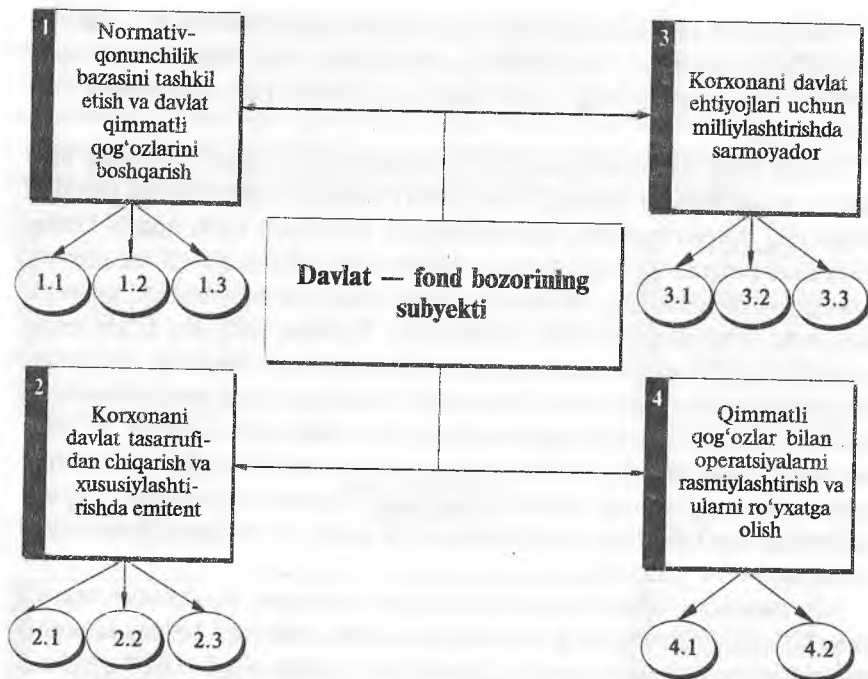 1
Normativ-
qonunchilik
bazasini tashkil
etish va davlat
qimmatli
qog‘ozlarini
boshqarish
1.1
1.2
1.3
3
Korxonani davlat
ehtiyojlari uchun
milliylashtirishda
sarmoyador
3.1
3.2
3.3
Davlat — fond bozorining
subyekti
2
Korxonani
davlat tasarrufi-
dan chiqarish va
xususiylashti-
rishda emitent
2.1
2.2
2.3
4
Qimmatli
qog‘ozlar bilan
operatsiyalarni
rasmiylashtirish va
ularni ro‘yxatga
olish
4.1
4.2